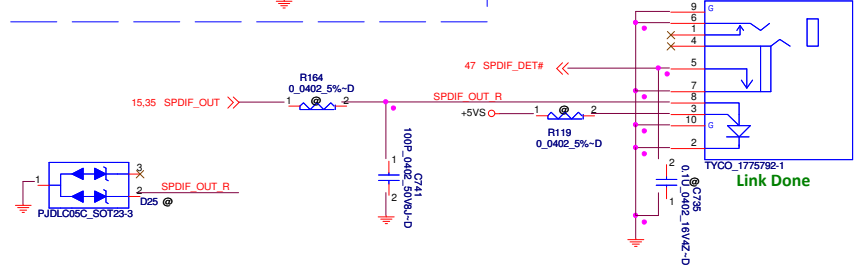 9
G
6
1
4
47 SPDIF_DET#
5
R164
0_0402_5%~D
7
15,35 SPDIF_OUT
1
@
2
SPDIF_OUT_R
8
+5VS
1
@
2
3
10
G
R119
0_0402_5%~D
2
TYCO_1775792-1
Link Done
1
2
C741
100P_0402_50V8J~D
2
1
@
C735
0.1U_0402_16V4Z~D
1
3
2
SPDIF_OUT_R
D25 @
PJDLC05C_SOT23-3